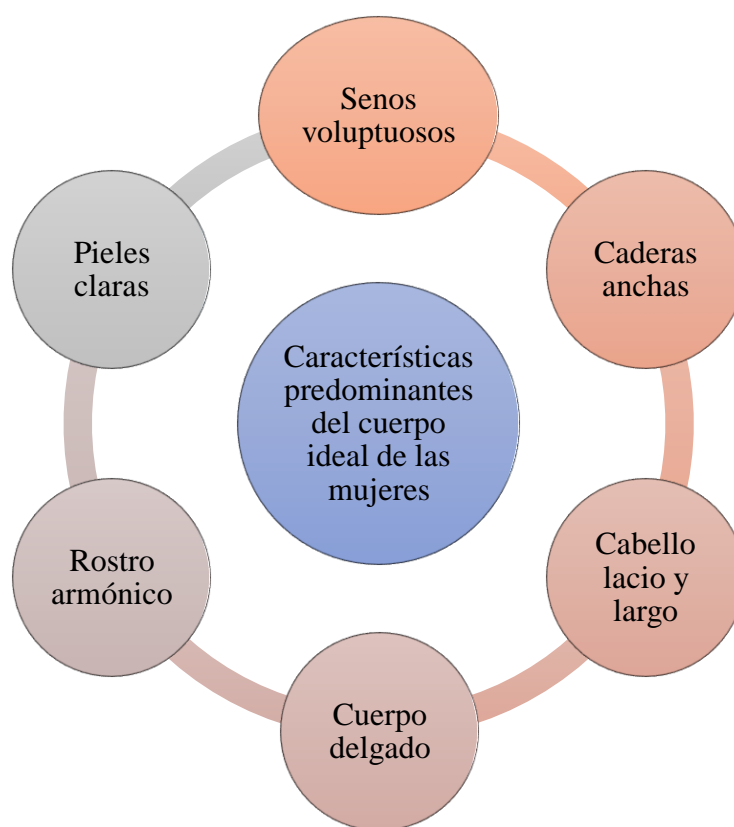 Senos
voluptuosos
Caderas
anchas
Cabello
lacio y
largo
Cuerpo
delgado
Rostro
armónico
Pieles
claras
Características
predominantes
del cuerpo
ideal de las
mujeres